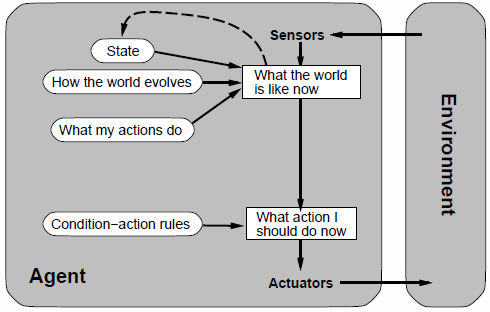 Sensors
State
What the world
is like now
How the world evolves
What my actions do
Environment
What action I
should do now
Condition−action rules
Agent
Actuators